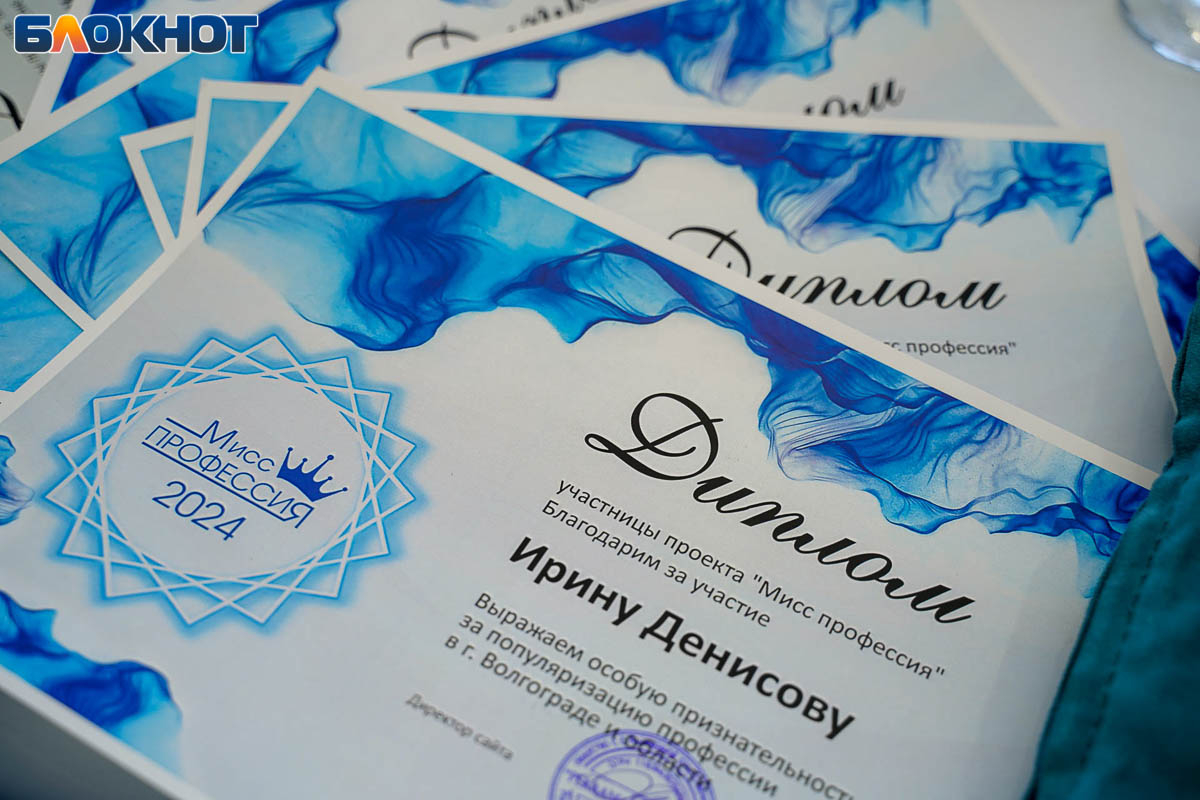 БЛОКНОТ
Диплом
сс профессия"
Мисс
ПРОФЕССИЯ
2024
Диплом
участницы проекта "Мисс профессия"
Благодарим за участие
Ирину Денисову
Выражаем особую признательность
за популяризацию профессии
в г. Волгограде и области
Директор сайта